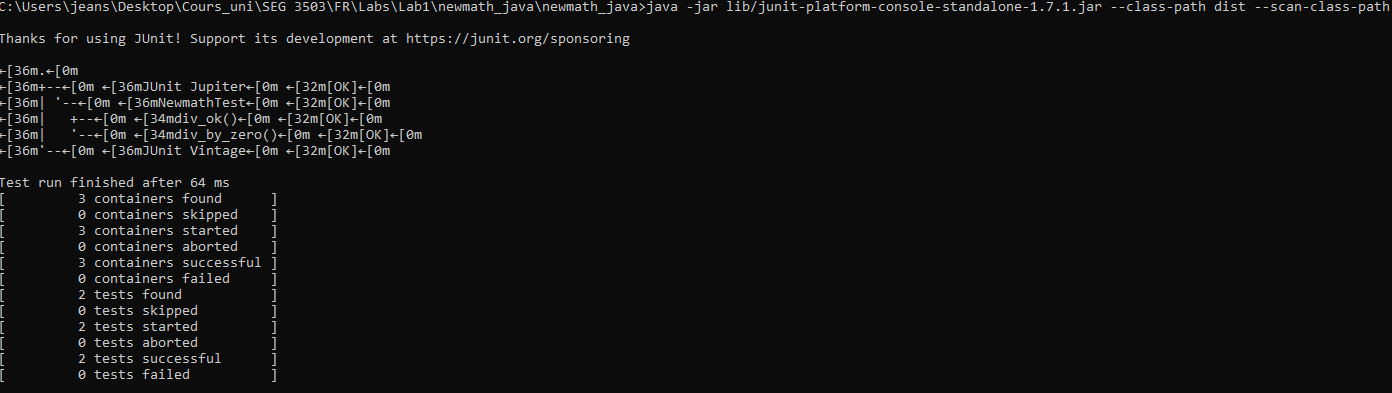 C:\Users\jeans\Desktop\Cours_uni\SEG 3503\FR\Labs\Lab1\newmath_java\newmath_java>java -jar lib/junit-platform-console-standalone-1.7.1.jar --class-path dist --scan-class-path
Thanks for using JUnit! Support its development at https://junit.org/sponsoring
←[36m.←[0m
←[36m+--←[0m ←[36mJUnit Jupiter←[0m ←[32m[OK]←[0m
←[36m| '--←[0m ←[36mNewmathTest←[0m ←[32m[OK]←[0m
←[36m|   +--←[0m ←[34mdiv_ok()←[0m ←[32m[OK]←[0m
←[36m|   '--←[0m ←[34mdiv_by_zero()←[0m ←[32m[OK]←[0m
←[36m'--←[0m ←[36mJUnit Vintage←[0m ←[32m[OK]←[0m
Test run finished after 64 ms
[         3 containers found      ]
[         0 containers skipped    ]
[         3 containers started    ]
[         0 containers aborted    ]
[         3 containers successful ]
[         0 containers failed     ]
[         2 tests found           ]
[         0 tests skipped         ]
[         2 tests started         ]
[         0 tests aborted         ]
[         2 tests successful      ]
[         0 tests failed          ]